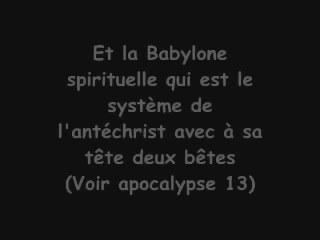 Et la Babylone
spirituelle qui est le
système de
l'antéchrist avec à sa
tête deux bêtes
(Voir apocalypse 13)